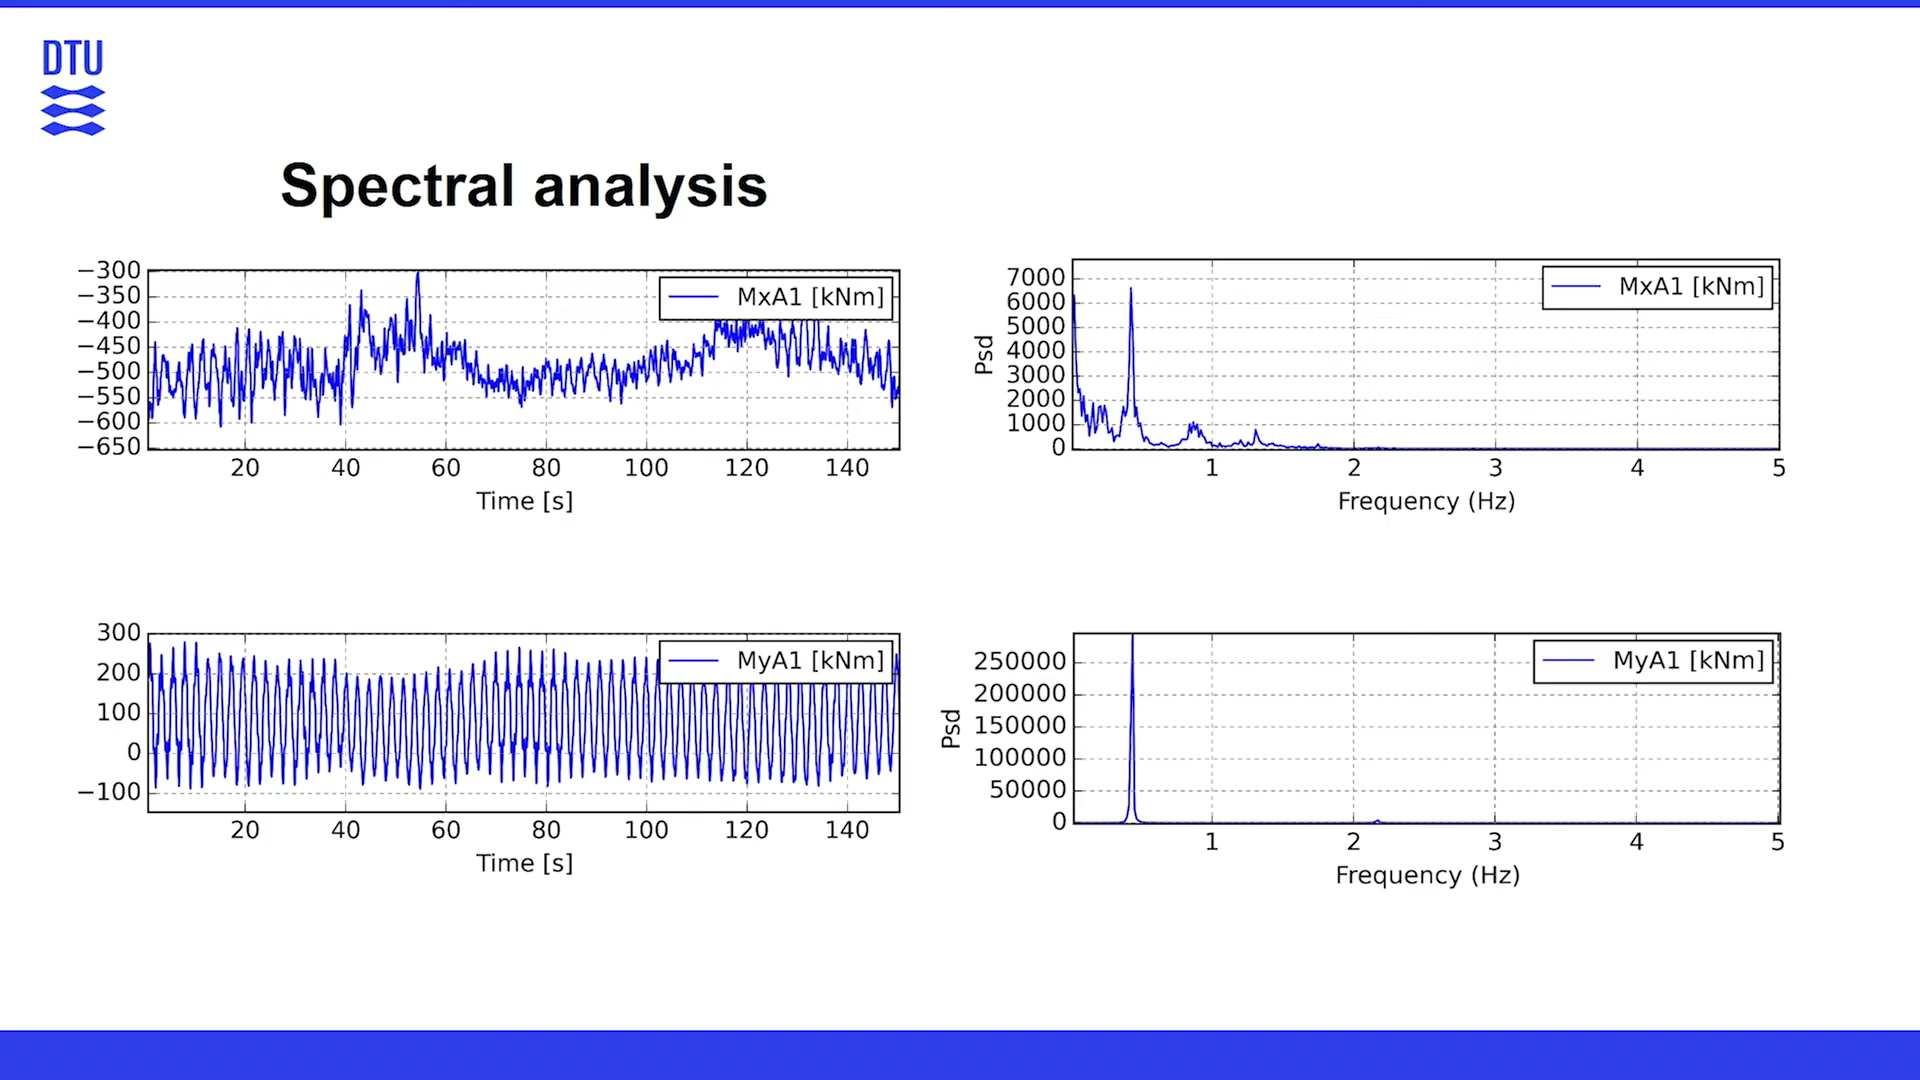 DTU
Spectral analysis
−300
−350
−400
−450
−500
−550
−600
−650
MxA1 [kNm]
20 40 60 80 100 120 140
Time [s]
7000
6000
5000
4000
3000
2000
1000
0
Psd
MxA1 [kNm]
1 2 3 4 5
Frequency (Hz)
300
200
100
0
−100
MyA1 [kNm]
20 40 60 80 100 120 140
Time [s]
250000
200000
150000
100000
50000
0
Psd
MyA1 [kNm]
1 2 3 4 5
Frequency (Hz)